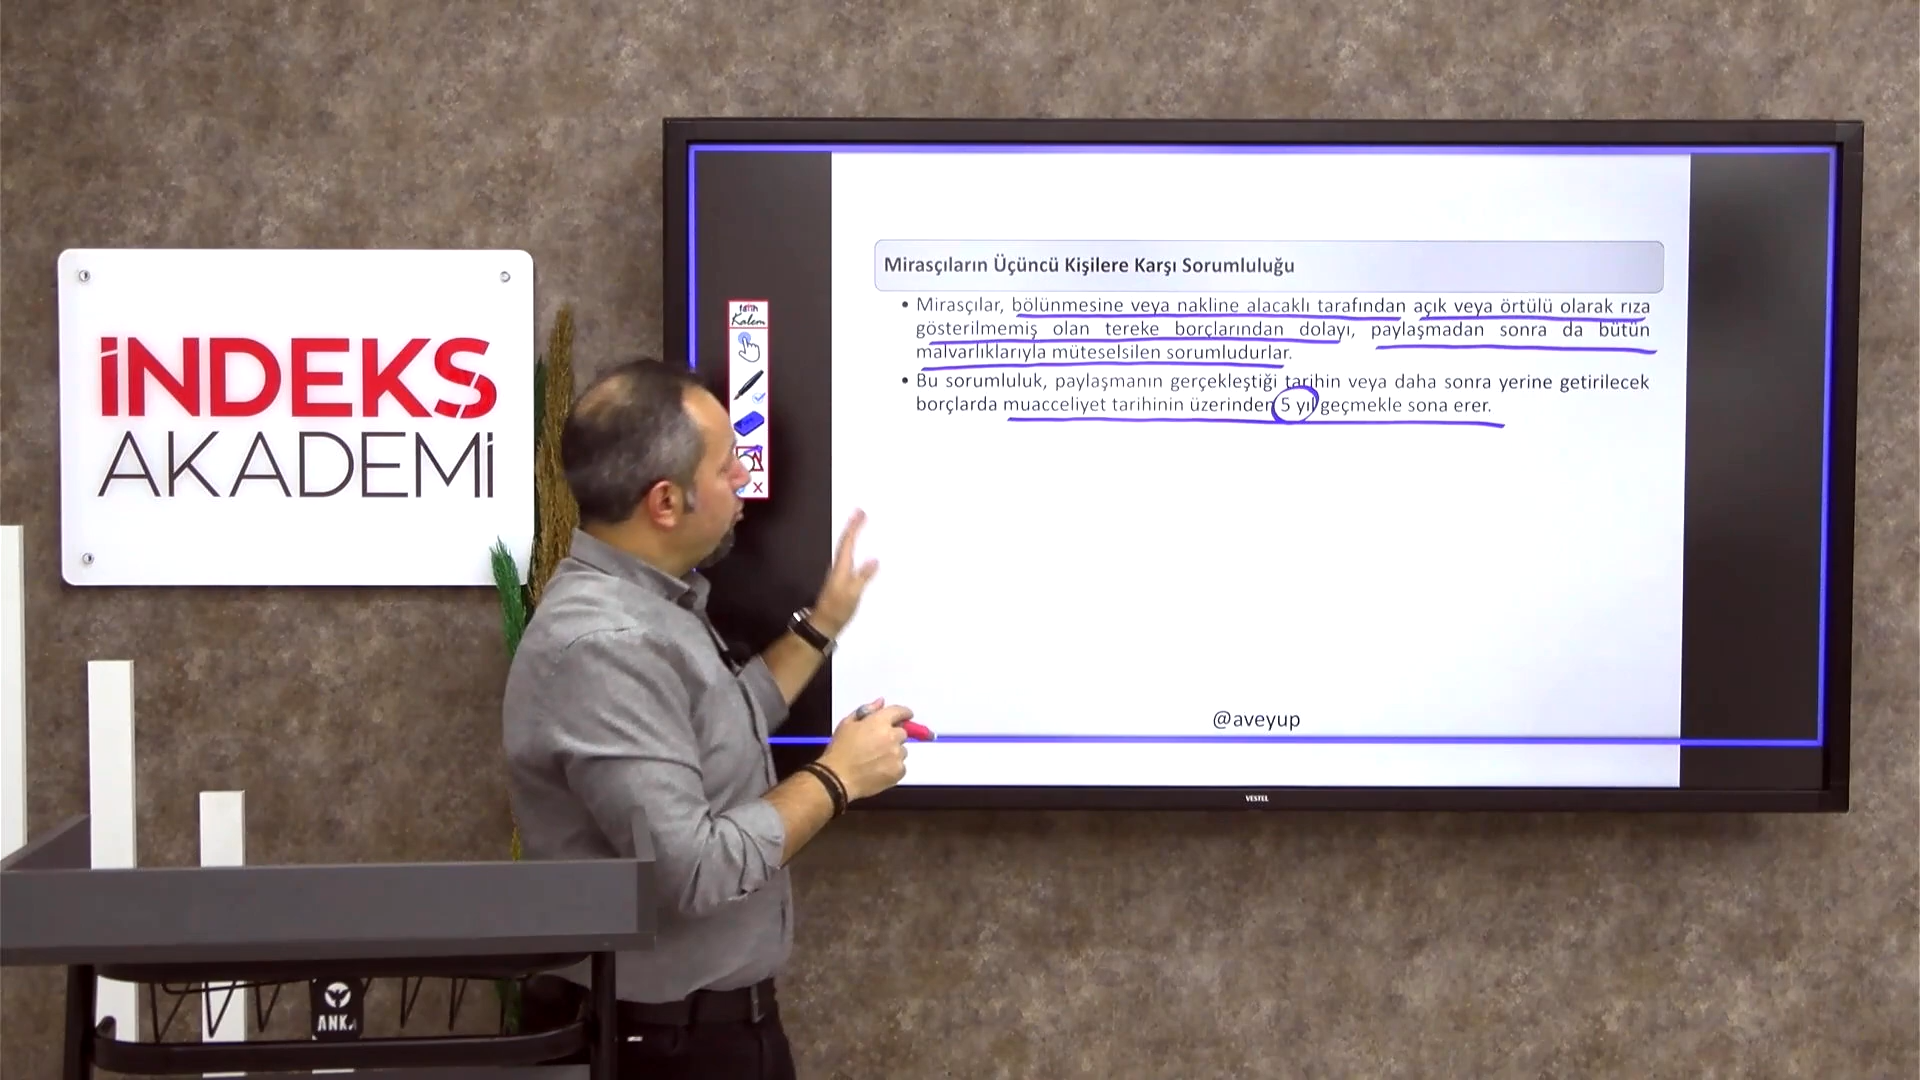 İNDEKS
AKADEMİ
fatih
Kalem
Mirasçıların Üçüncü Kişilere Karşı Sorumluluğu
• Mirasçılar, bölünmesine veya nakline alacaklı tarafından açık veya örtülü olarak rıza
gösterilmemiş olan tereke borçlarından dolayı, paylaşmadan sonra da bütün
malvarlıklarıyla müteselsilen sorumludurlar.
• Bu sorumluluk, paylaşmanın gerçekleştiği tarihin veya daha sonra yerine getirilecek
borçlarda muacceliyet tarihinin üzerinden 5 yıl geçmekle sona erer.
@aveyup
VESTEL
ANKA